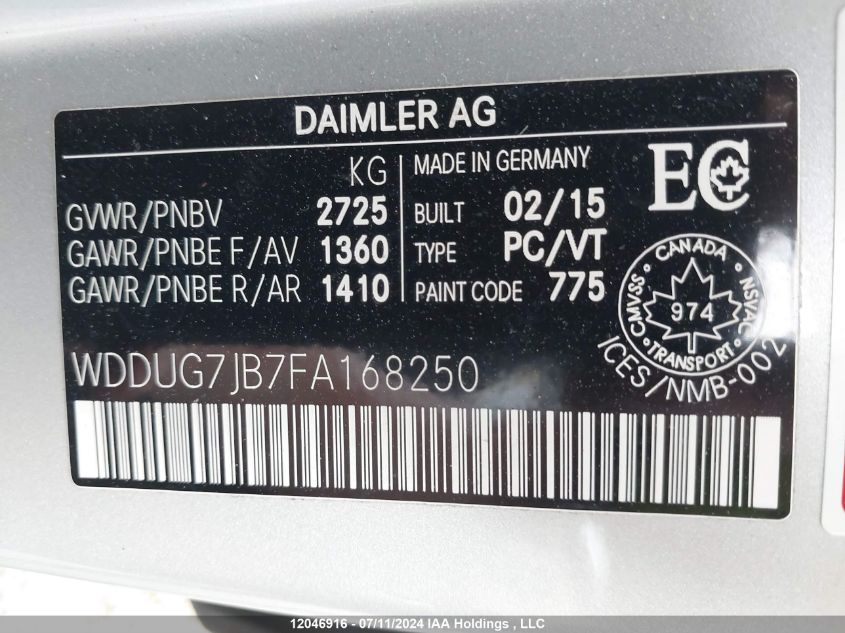 DAIMLER AG
KG
GVWR/PNBV 2725
GAWR/PNBE F/AV 1360
GAWR/PNBE R/AR 1410
MADE IN GERMANY
BUILT 02/15
TYPE PC/VT
PAINT CODE 775
EC
CANADA
CMVSS 974 NSVAC
TRANSPORT
ICES/NMB-002
WDDUG7JB7FA168250
12046916 - 07/11/2024 IAA Holdings , LLC